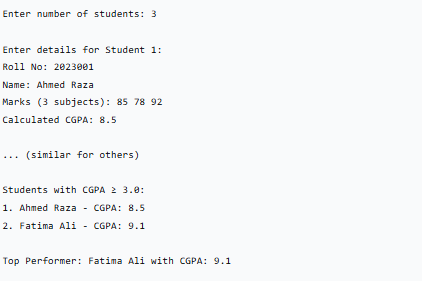 Enter number of students: 3
Enter details for Student 1:
Roll No: 2023001
Name: Ahmed Raza
Marks (3 subjects): 85 78 92
Calculated CGPA: 8.5
... (similar for others)
Students with CGPA ≥ 3.0:
1. Ahmed Raza - CGPA: 8.5
2. Fatima Ali - CGPA: 9.1
Top Performer: Fatima Ali with CGPA: 9.1